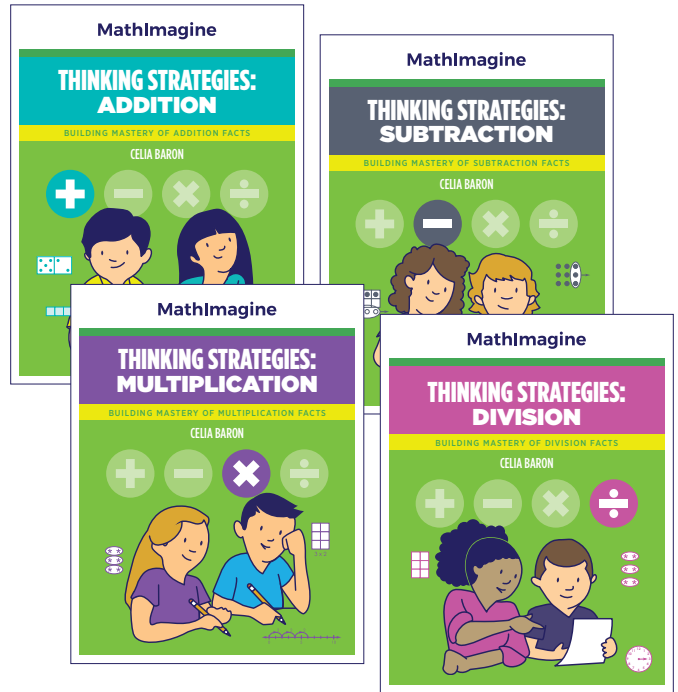 MathImagine
THINKING STRATEGIES:
ADDITION
BUILDING MASTERY OF ADDITION FACTS
CELIA BARON
MathImagine
THINKING STRATEGIES:
SUBTRACTION
BUILDING MASTERY OF SUBTRACTION FACTS
CELIA BARON
MathImagine
THINKING STRATEGIES:
MULTIPLICATION
BUILDING MASTERY OF MULTIPLICATION FACTS
CELIA BARON
MathImagine
THINKING STRATEGIES:
DIVISION
BUILDING MASTERY OF DIVISION FACTS
CELIA BARON